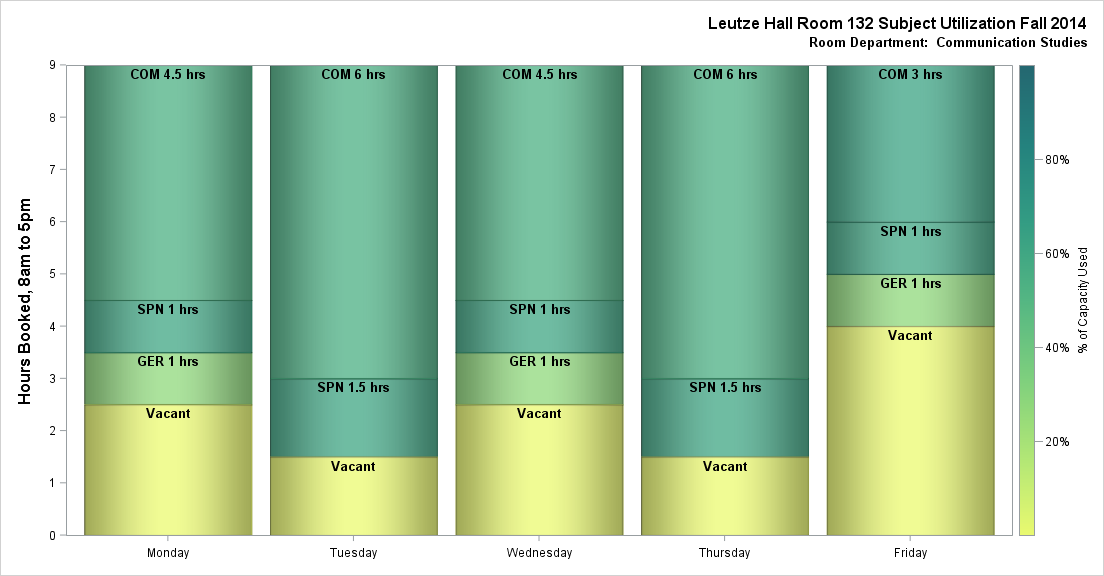 Leutze Hall Room 132 Subject Utilization Fall 2014
Room Department:  Communication Studies
Hours Booked, 8am to 5pm
9
8
7
6
5
4
3
2
1
0
COM 4.5 hrs
SPN 1 hrs
GER 1 hrs
Vacant
COM 6 hrs
SPN 1.5 hrs
Vacant
COM 4.5 hrs
SPN 1 hrs
GER 1 hrs
Vacant
COM 6 hrs
SPN 1.5 hrs
Vacant
COM 3 hrs
SPN 1 hrs
GER 1 hrs
Vacant
Monday
Tuesday
Wednesday
Thursday
Friday
80%
60%
40%
20%
% of Capacity Used